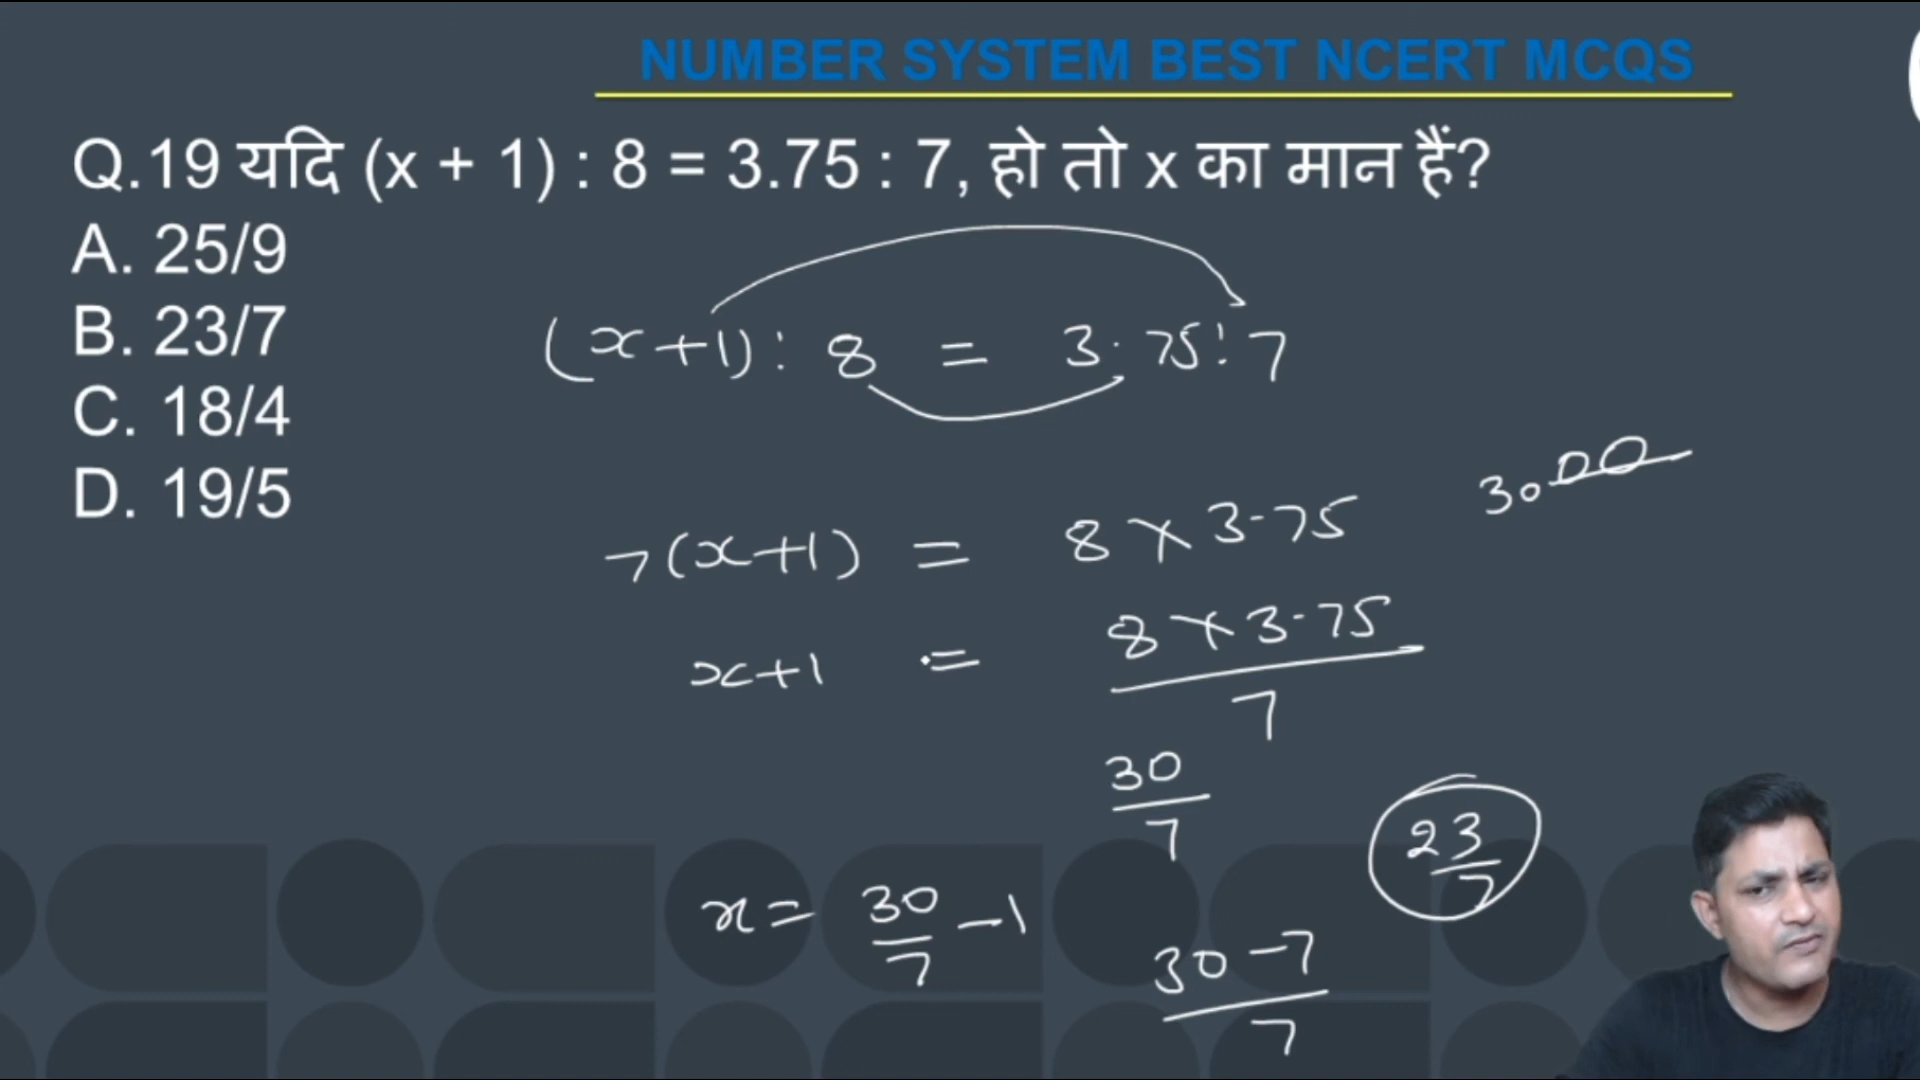 NUMBER SYSTEM BEST NCERT MCQS
Q.19 यदि (x + 1) : 8 = 3.75 : 7, हो तो x का मान हैं?
A. 25/9
B. 23/7
C. 18/4
D. 19/5
(x+1) : 8 = 3.75 : 7
7(x+1) = 8 × 3.75
30.00
x+1 = 8 × 3.75 / 7
30/7
23/7
x = 30/7 - 1
30 - 7 / 7